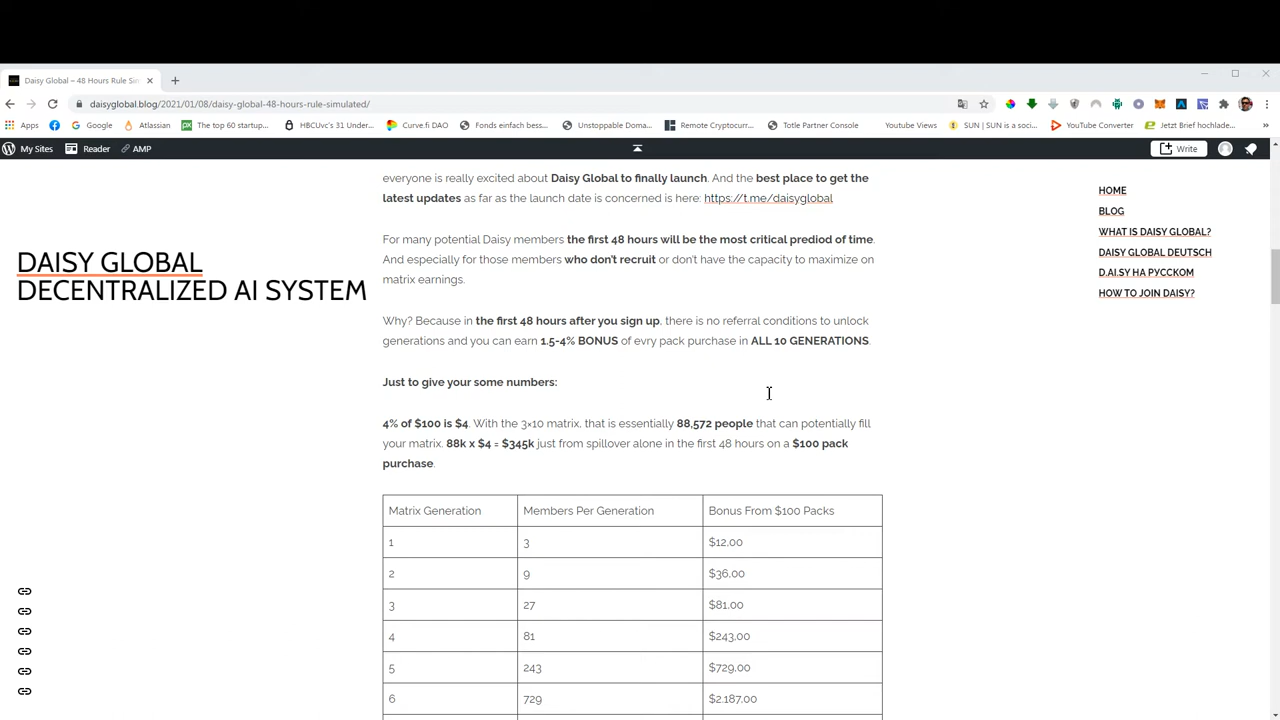 Daisy Global – 48 Hours Rule Sim
daisyglobal.blog/2021/01/08/daisy-global-48-hours-rule-simulated/
Apps
Google
Atlassian
The top 60 startup...
HBCUvc's 31 Under...
Curve.fi DAO
Fonds einfach bess...
Unstoppable Doma...
Remote Cryptocurr...
Totle Partner Console
Youtube Views
SUN | SUN is a soci...
YouTube Converter
Jetzt Brief hochlade...
My Sites
Reader
AMP
Write
DAISY GLOBAL
DECENTRALIZED AI SYSTEM
everyone is really excited about Daisy Global to finally launch. And the best place to get the
latest updates as far as the launch date is concerned is here: https://t.me/daisyglobal
For many potential Daisy members the first 48 hours will be the most critical prediod of time.
And especially for those members who don't recruit or don't have the capacity to maximize on
matrix earnings.
Why? Because in the first 48 hours after you sign up, there is no referral conditions to unlock
generations and you can earn 1.5-4% BONUS of evry pack purchase in ALL 10 GENERATIONS.
Just to give your some numbers:
4% of $100 is $4. With the 3×10 matrix, that is essentially 88,572 people that can potentially fill
your matrix. 88k x $4 = $345k just from spillover alone in the first 48 hours on a $100 pack
purchase.
Matrix Generation Members Per Generation Bonus From $100 Packs
1 3 $12,00
2 9 $36,00
3 27 $81,00
4 81 $243,00
5 243 $729,00
6 729 $2.187,00
HOME
BLOG
WHAT IS DAISY GLOBAL?
DAISY GLOBAL DEUTSCH
D.AI.SY НА РУССКОМ
HOW TO JOIN DAISY?